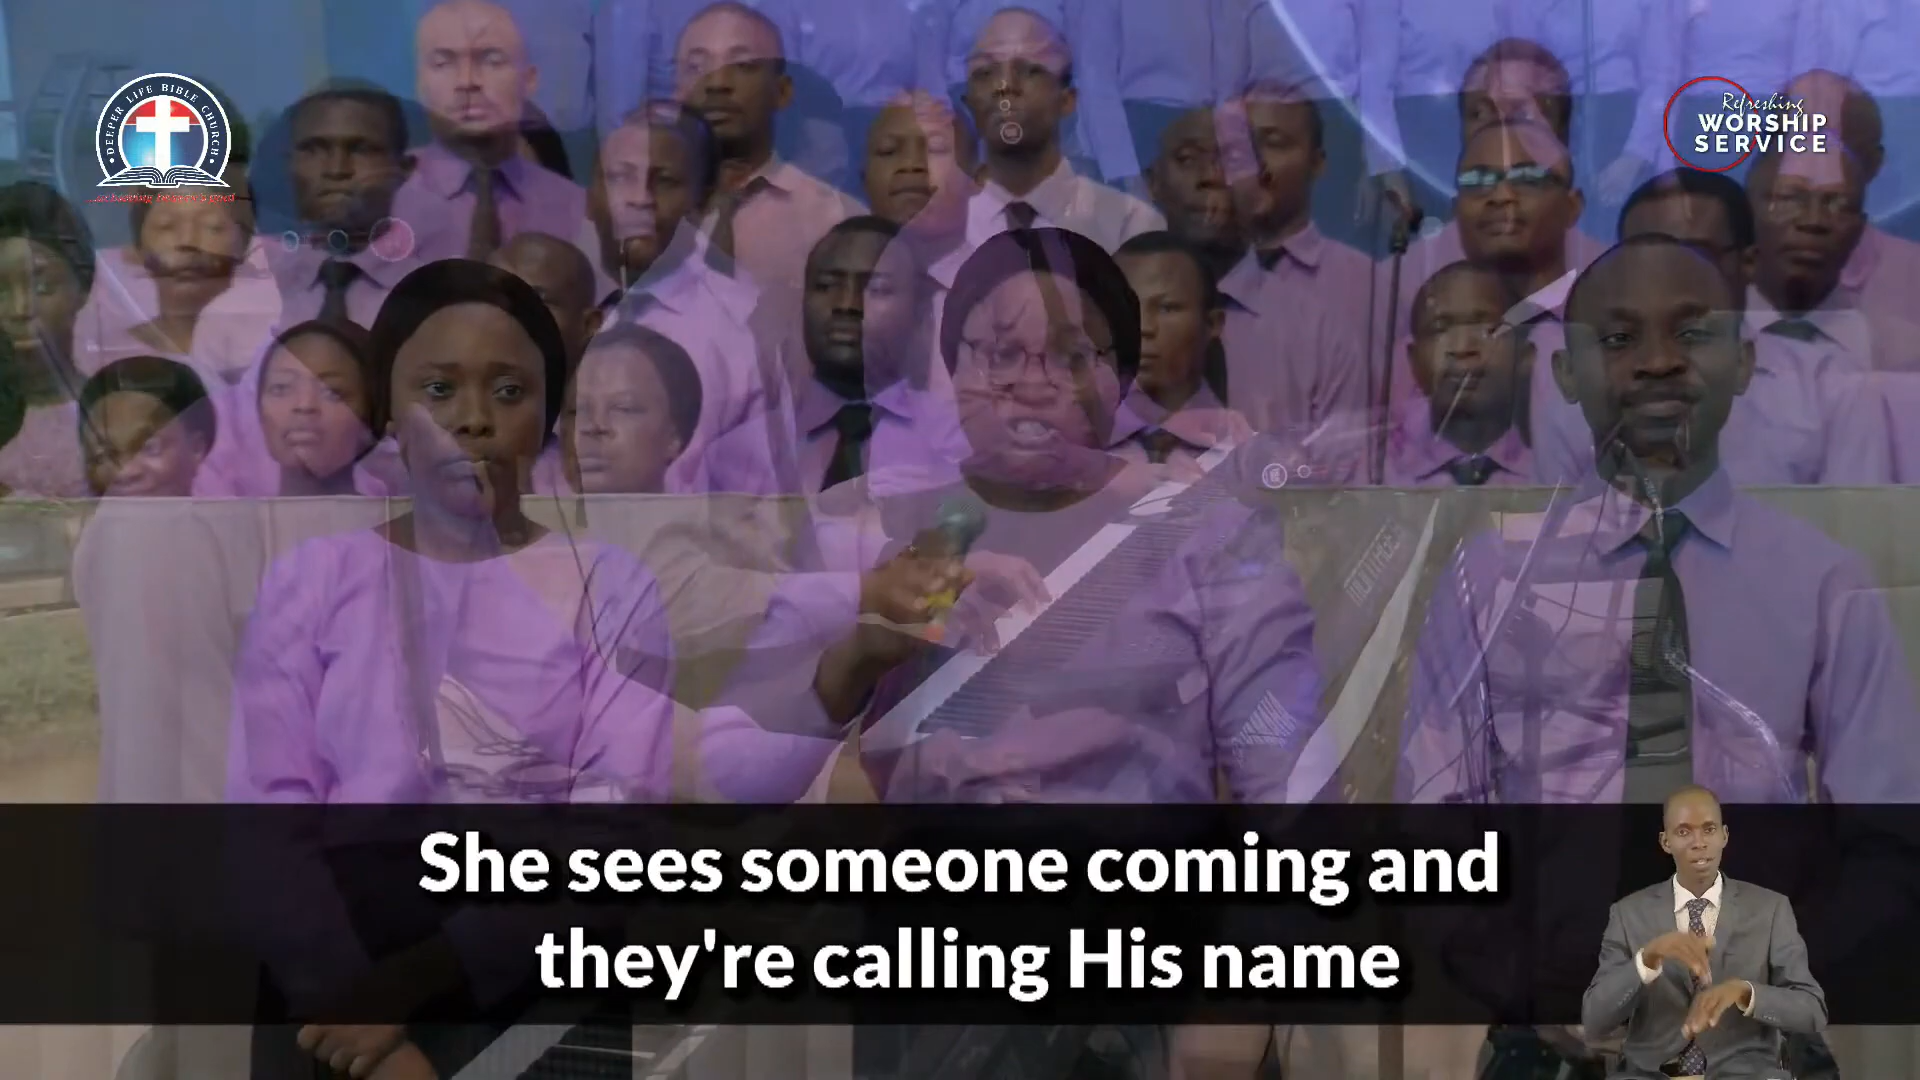 DEEPER LIFE BIBLE CHURCH
Refreshing
WORSHIP
SERVICE
She sees someone coming and
they're calling His name